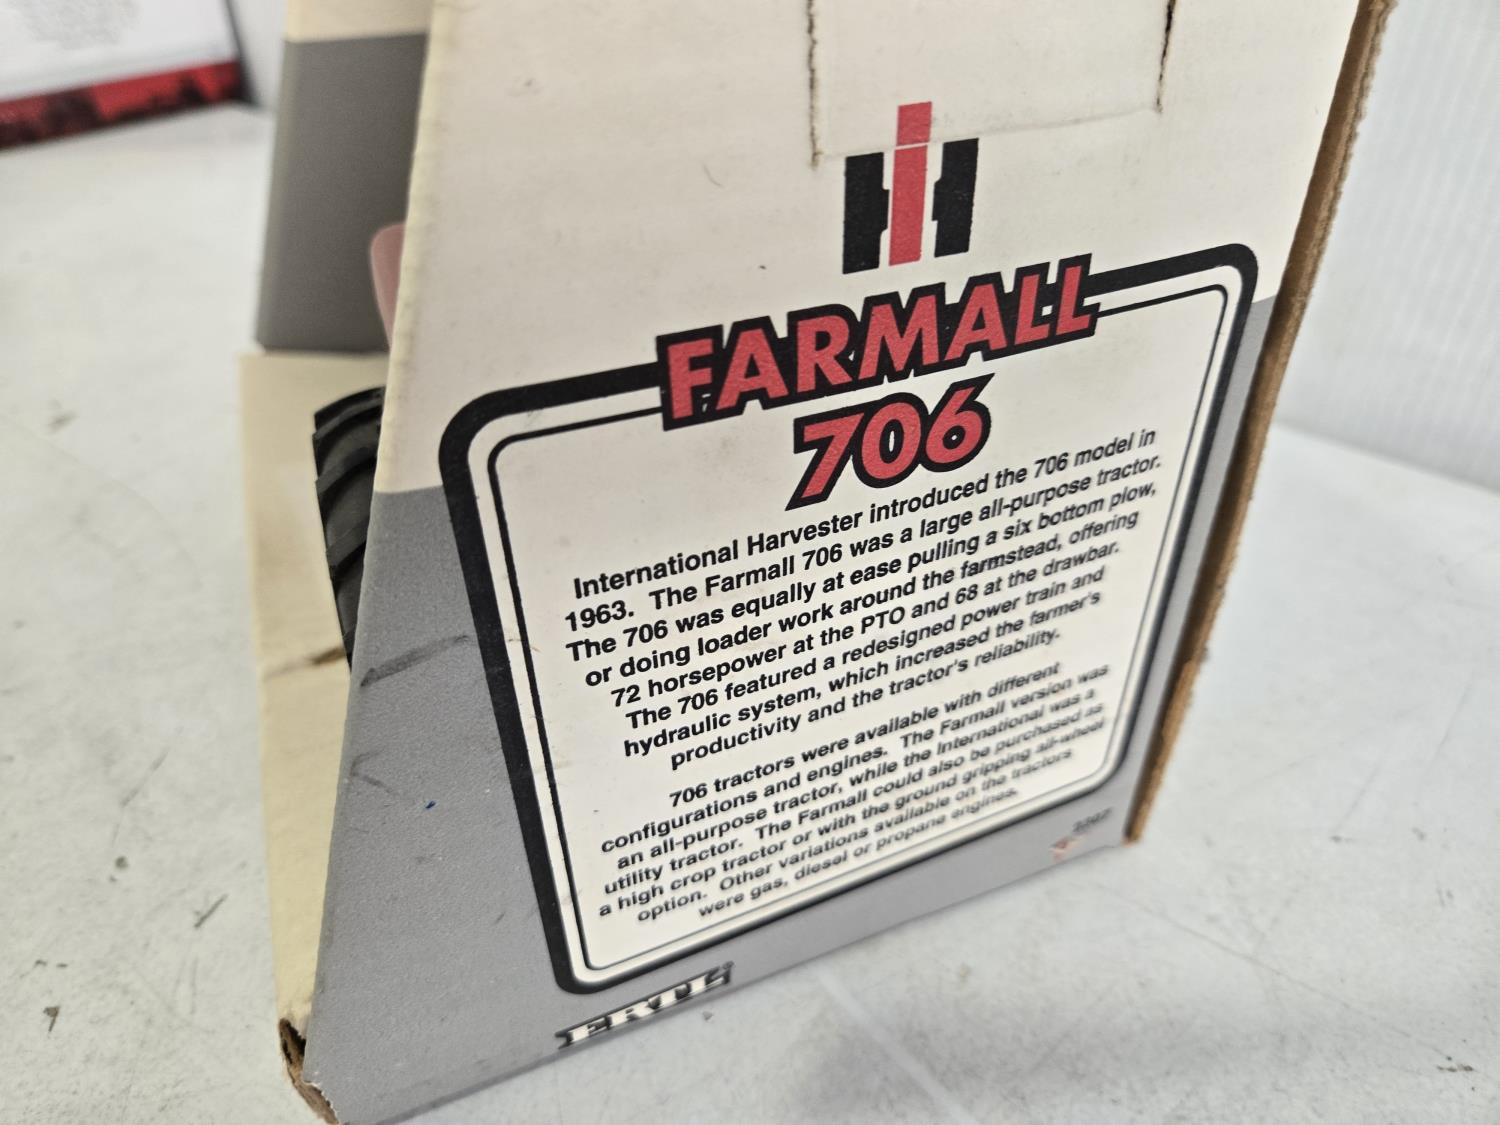 FARMALL
706
International Harvester introduced the 706 model in
1963. The Farmall 706 was a large all-purpose tractor.
The 706 was equally at ease pulling a six bottom plow,
or doing loader work around the farmstead, offering
72 horsepower at the PTO and 68 at the drawbar.
The 706 featured a redesigned power train and
hydraulic system, which increased the farmer's
productivity and the tractor's reliability.
706 tractors were available with different
configurations and engines. The Farmall version was
an all-purpose tractor, while the International was a
utility tractor. The Farmall could also be purchased as
a high crop tractor or with the ground gripping all-wheel
option. Other variations available on the tractors
were gas, diesel or propane engines.
ERTL®